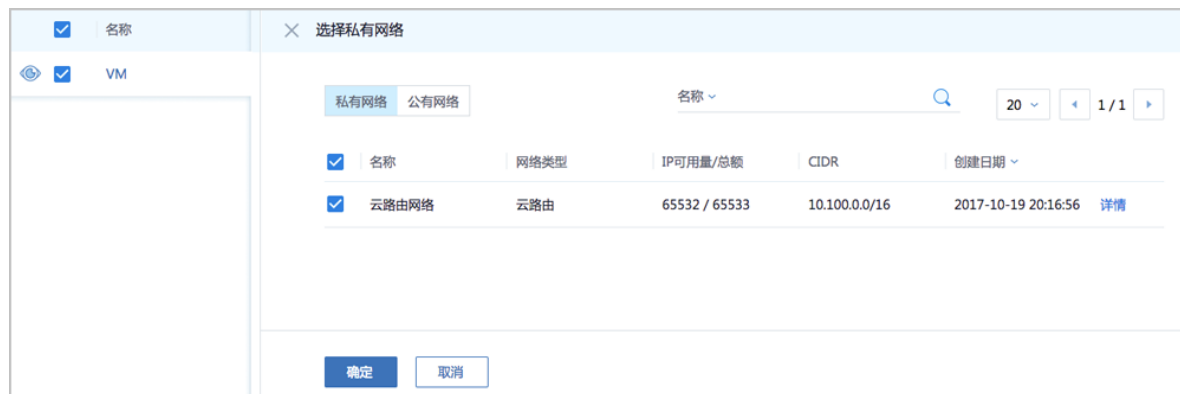 名称
VM
选择私有网络
私有网络 公有网络 名称 20 1 / 1
名称 网络类型 IP可用量/总额 CIDR 创建日期
云路由网络 云路由 65532 / 65533 10.100.0.0/16 2017-10-19 20:16:56 详情
确定 取消